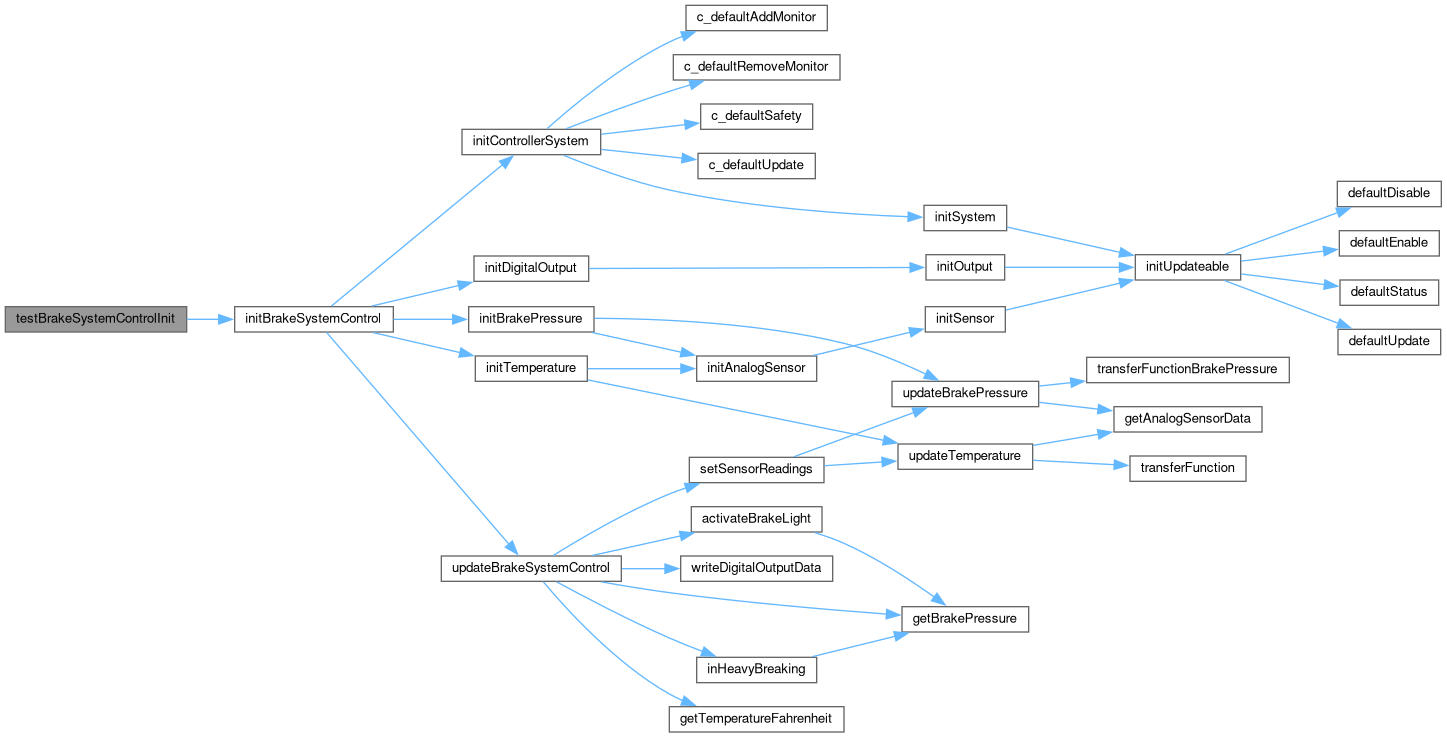 c_defaultAddMonitor
c_defaultRemoveMonitor
c_defaultSafety
initControllerSystem
c_defaultUpdate
defaultDisable
initSystem
defaultEnable
initDigitalOutput
initOutput
initUpdateable
defaultStatus
testBrakeSystemControlInit
initBrakeSystemControl
initBrakePressure
initSensor
defaultUpdate
initTemperature
initAnalogSensor
transferFunctionBrakePressure
updateBrakePressure
getAnalogSensorData
updateTemperature
setSensorReadings
transferFunction
activateBrakeLight
updateBrakeSystemControl
writeDigitalOutputData
getBrakePressure
inHeavyBreaking
getTemperatureFahrenheit